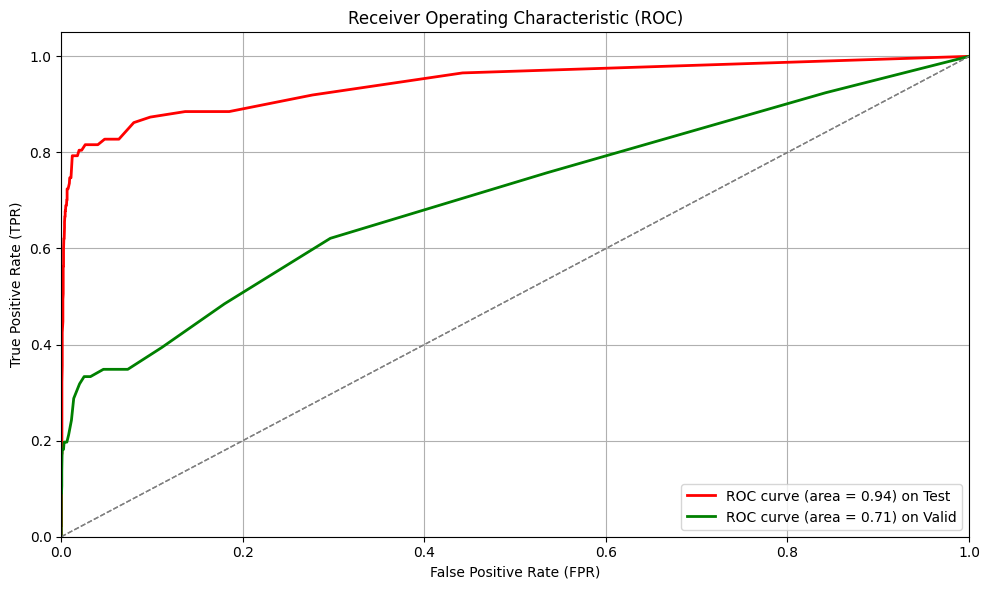 Receiver Operating Characteristic (ROC)
True Positive Rate (TPR)
1.0
0.8
0.6
0.4
0.2
0.0
0.0 0.2 0.4 0.6 0.8 1.0
False Positive Rate (FPR)
ROC curve (area = 0.94) on Test
ROC curve (area = 0.71) on Valid